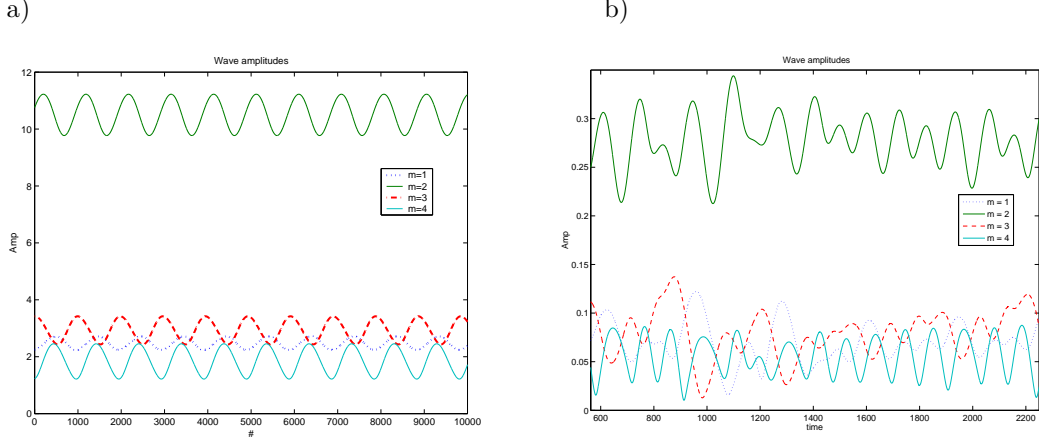 a)
b)
Wave amplitudes
12
10
8
6
4
2
0
Amp
m=1
m=2
m=3
m=4
0 1000 2000 3000 4000 5000 6000 7000 8000 9000 10000
#
Wave amplitudes
0.3
0.25
0.2
0.15
0.1
0.05
0
Amp
m = 1
m = 2
m = 3
m = 4
600 800 1000 1200 1400 1600 1800 2000 2200
time